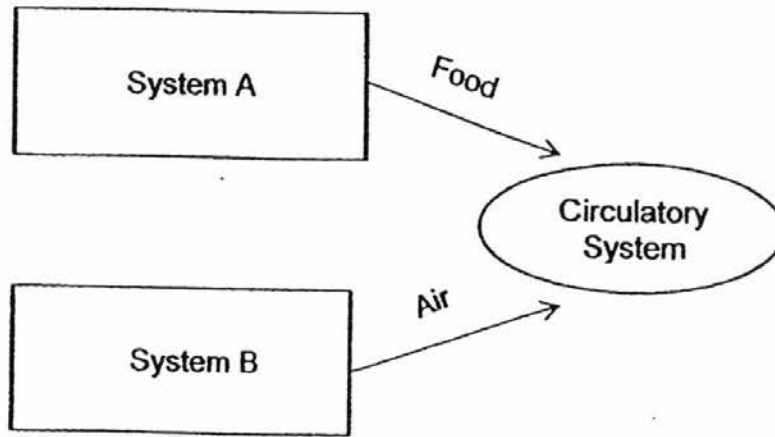 System A
Food
Circulatory
System
Air
System B